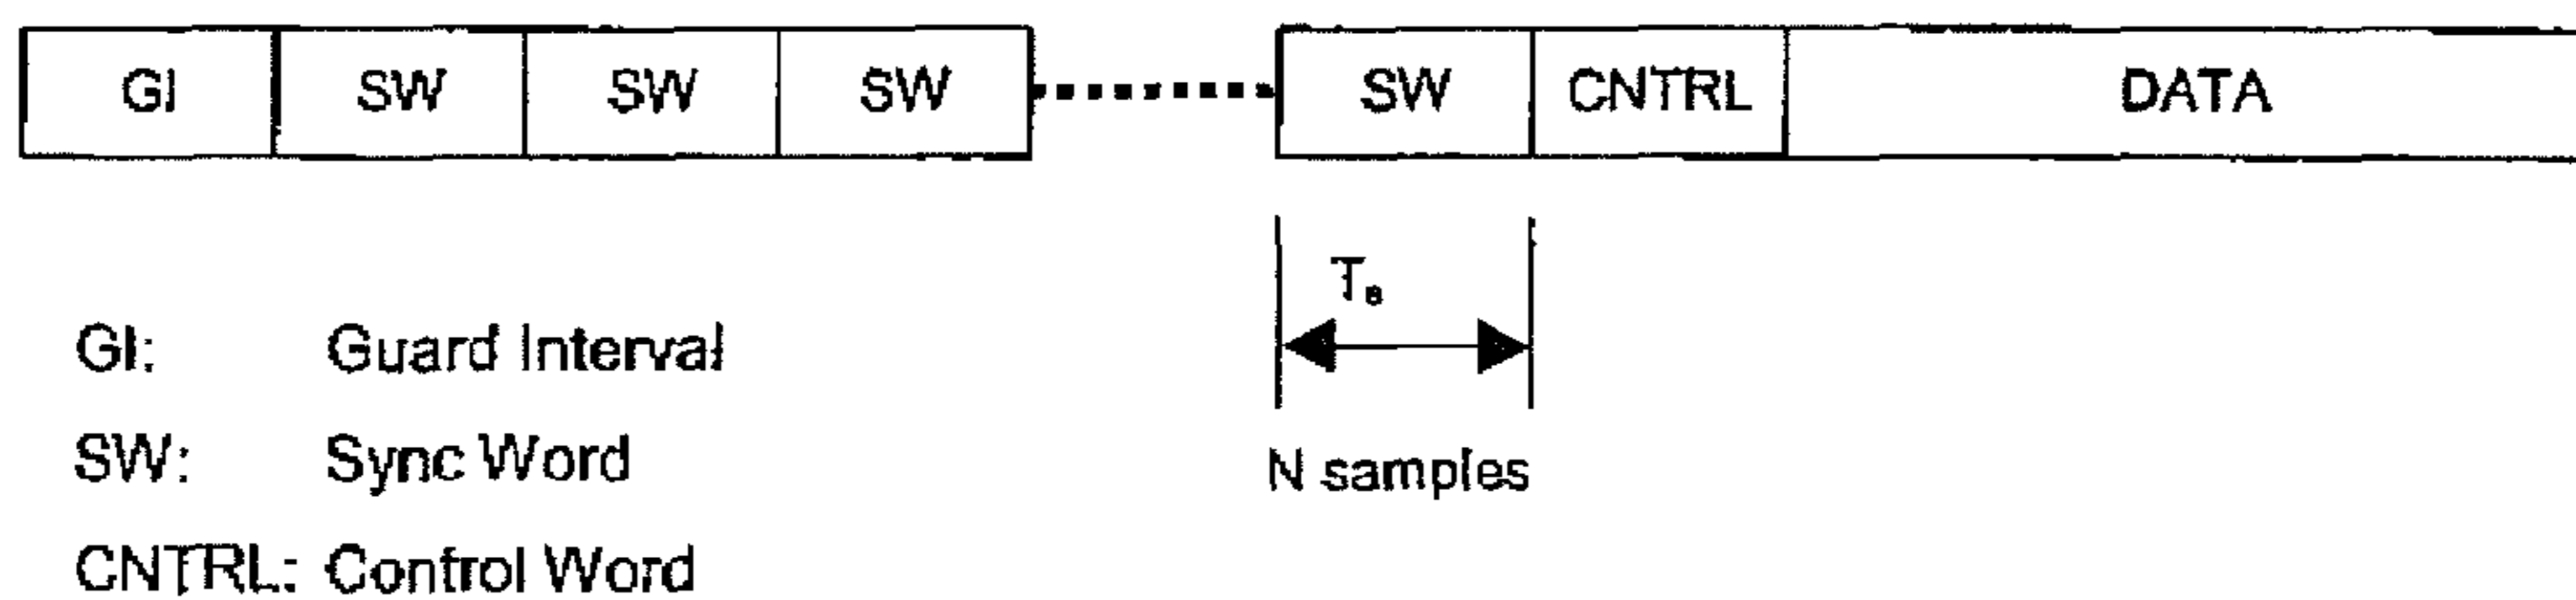 GI SW SW SW SW CNTRL DATA
Ts
GI: Guard Interval
SW: Sync Word
N samples
CNTRL: Control Word